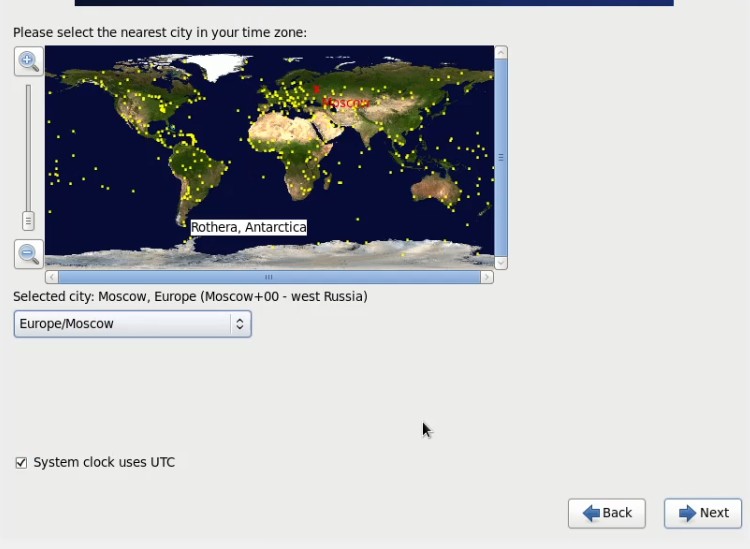 Please select the nearest city in your time zone:
Moscow
Rothera, Antarctica
Selected city: Moscow, Europe (Moscow+00 - west Russia)
Europe/Moscow
System clock uses UTC
Back
Next